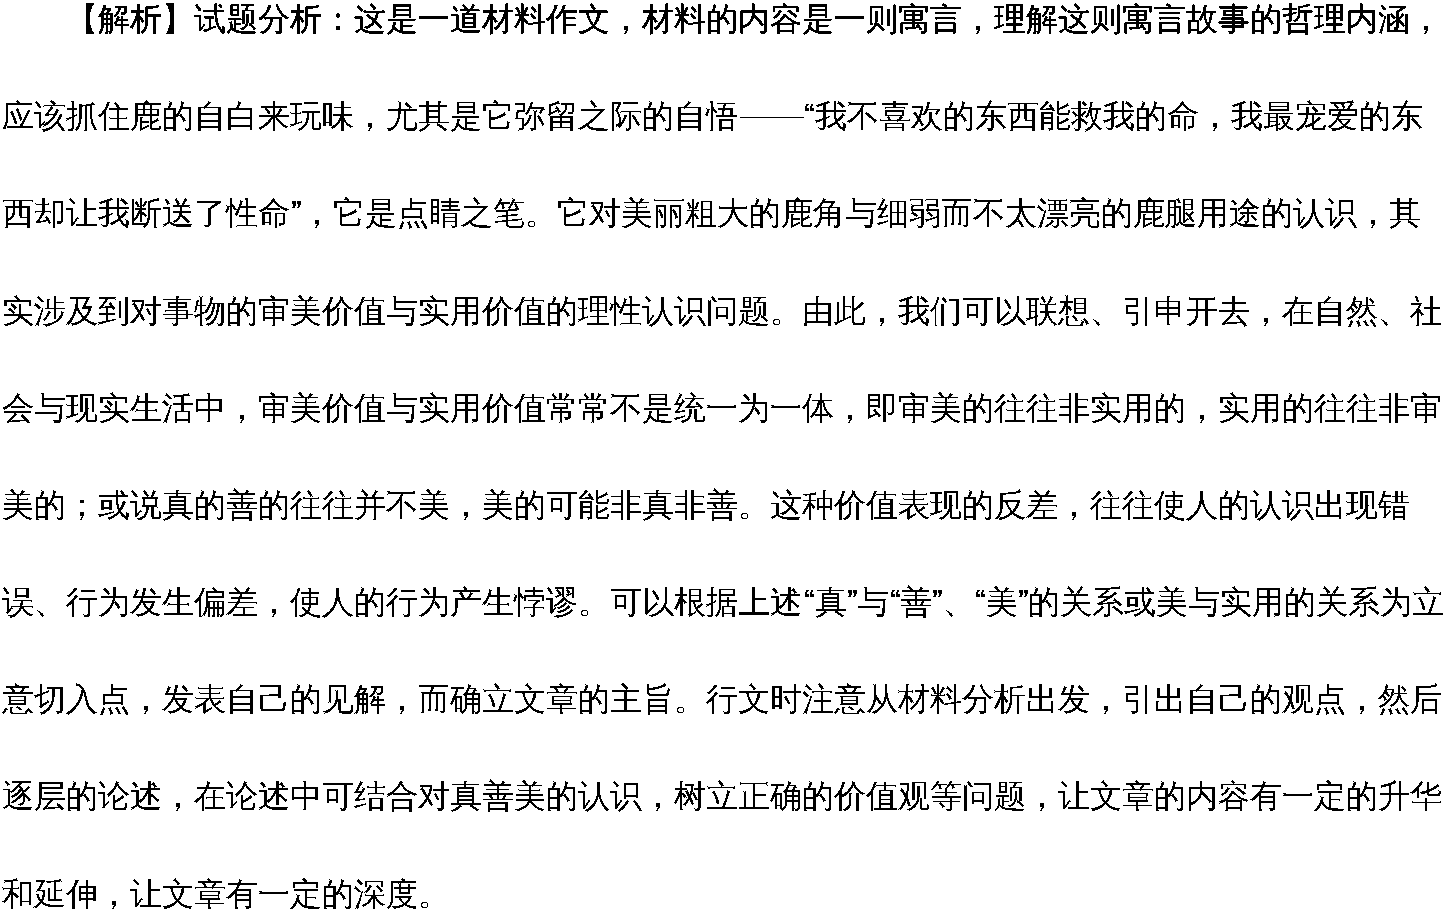 【解析】试题分析：这是一道材料作文，材料的内容是一则寓言，理解这则寓言故事的哲理内涵，
应该抓住鹿的自白来玩味，尤其是它弥留之际的自悟——“我不喜欢的东西能救我的命，我最宠爱的东
西却让我断送了性命”，它是点睛之笔。它对美丽粗大的鹿角与细弱而不太漂亮的鹿腿用途的认识，其
实涉及到对事物的审美价值与实用价值的理性认识问题。由此，我们可以联想、引申开去，在自然、社
会与现实生活中，审美价值与实用价值常常不是统一为一体，即审美的往往非实用的，实用的往往非审
美的；或说真的善的往往并不美，美的可能非真非善。这种价值表现的反差，往往使人的认识出现错
误、行为发生偏差，使人的行为产生悖谬。可以根据上述“真”与“善”、“美”的关系或美与实用的关系为立
意切入点，发表自己的见解，而确立文章的主旨。行文时注意从材料分析出发，引出自己的观点，然后
逐层的论述，在论述中可结合对真善美的认识，树立正确的价值观等问题，让文章的内容有一定的升华
和延伸，让文章有一定的深度。